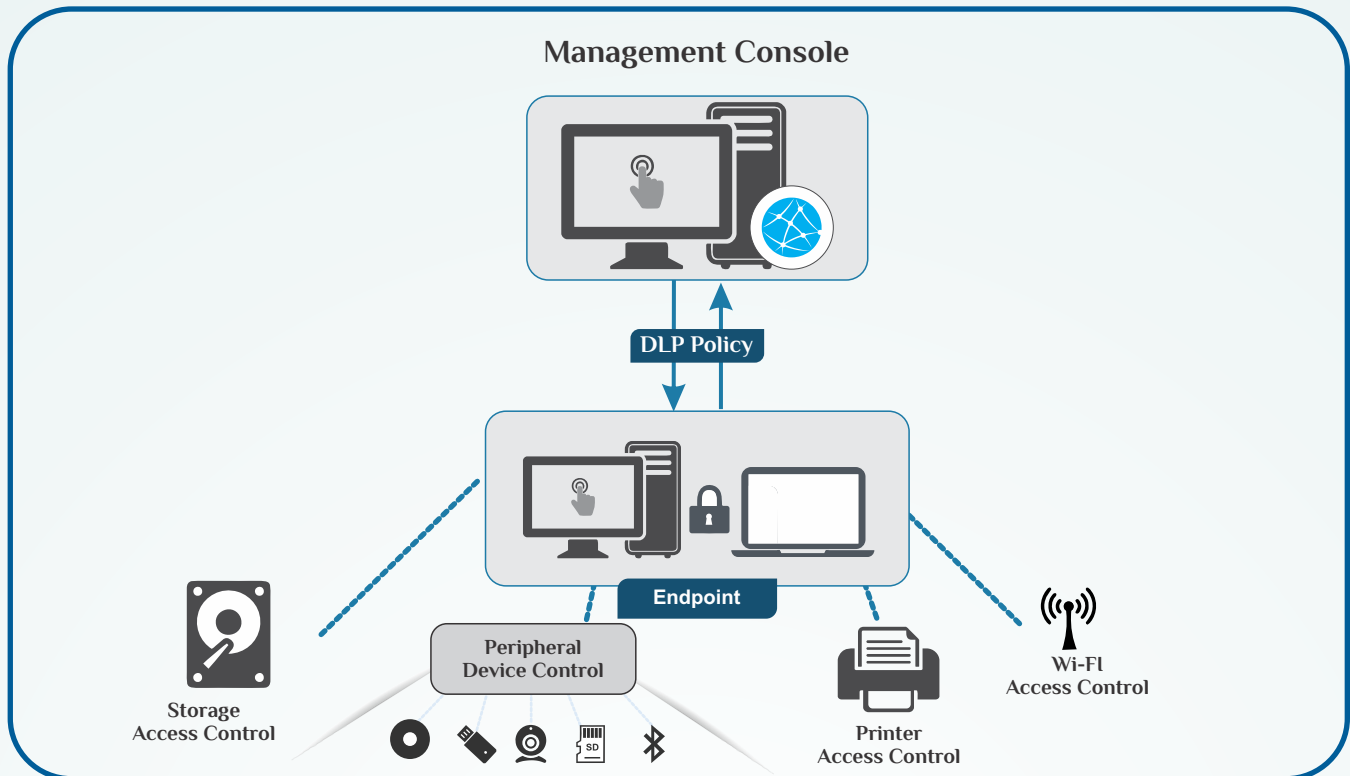 Management Console
DLP Policy
Endpoint
Peripheral
Device Control
Storage
Access Control
SD
Printer
Access Control
Wi-FI
Access Control